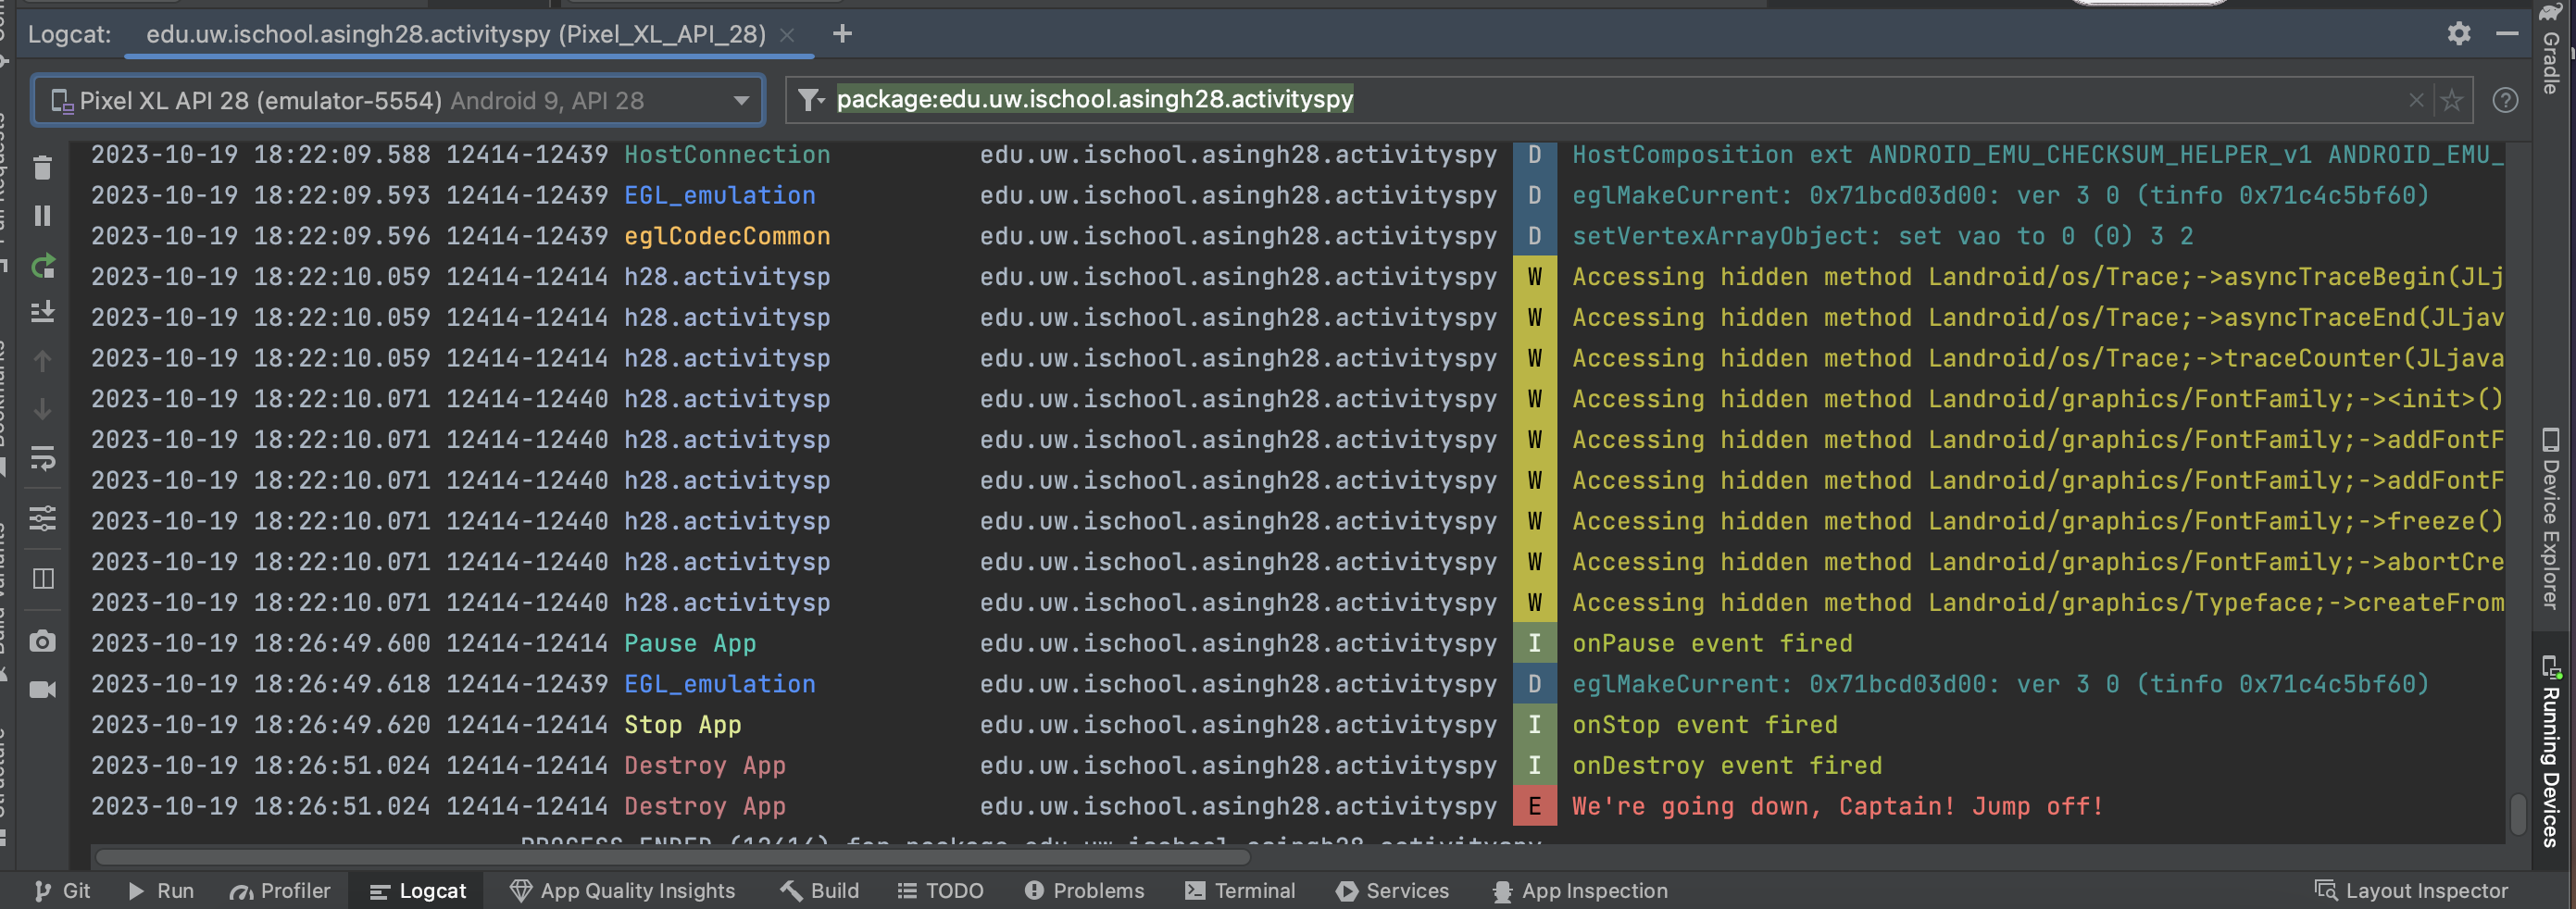 Logcat: edu.uw.ischool.asingh28.activityspy (Pixel_XL_API_28)
Pixel XL API 28 (emulator-5554) Android 9, API 28
package:edu.uw.ischool.asingh28.activityspy
2023-10-19 18:22:09.588 12414-12439 HostConnection edu.uw.ischool.asingh28.activityspy D HostComposition ext ANDROID_EMU_CHECKSUM_HELPER_v1 ANDROID_EMU_
2023-10-19 18:22:09.593 12414-12439 EGL_emulation edu.uw.ischool.asingh28.activityspy D eglMakeCurrent: 0x71bcd03d00: ver 3 0 (tinfo 0x71c4c5bf60)
2023-10-19 18:22:09.596 12414-12439 eglCodecCommon edu.uw.ischool.asingh28.activityspy D setVertexArrayObject: set vao to 0 (0) 3 2
2023-10-19 18:22:10.059 12414-12414 h28.activitysp edu.uw.ischool.asingh28.activityspy W Accessing hidden method Landroid/os/Trace;->asyncTraceBegin(JLj
2023-10-19 18:22:10.059 12414-12414 h28.activitysp edu.uw.ischool.asingh28.activityspy W Accessing hidden method Landroid/os/Trace;->asyncTraceEnd(JLjav
2023-10-19 18:22:10.059 12414-12414 h28.activitysp edu.uw.ischool.asingh28.activityspy W Accessing hidden method Landroid/os/Trace;->traceCounter(JLjava
2023-10-19 18:22:10.071 12414-12440 h28.activitysp edu.uw.ischool.asingh28.activityspy W Accessing hidden method Landroid/graphics/FontFamily;-><init>()
2023-10-19 18:22:10.071 12414-12440 h28.activitysp edu.uw.ischool.asingh28.activityspy W Accessing hidden method Landroid/graphics/FontFamily;->addFontF
2023-10-19 18:22:10.071 12414-12440 h28.activitysp edu.uw.ischool.asingh28.activityspy W Accessing hidden method Landroid/graphics/FontFamily;->addFontF
2023-10-19 18:22:10.071 12414-12440 h28.activitysp edu.uw.ischool.asingh28.activityspy W Accessing hidden method Landroid/graphics/FontFamily;->freeze()
2023-10-19 18:22:10.071 12414-12440 h28.activitysp edu.uw.ischool.asingh28.activityspy W Accessing hidden method Landroid/graphics/FontFamily;->abortCre
2023-10-19 18:22:10.071 12414-12440 h28.activitysp edu.uw.ischool.asingh28.activityspy W Accessing hidden method Landroid/graphics/Typeface;->createFrom
2023-10-19 18:26:49.600 12414-12414 Pause App edu.uw.ischool.asingh28.activityspy I onPause event fired
2023-10-19 18:26:49.618 12414-12439 EGL_emulation edu.uw.ischool.asingh28.activityspy D eglMakeCurrent: 0x71bcd03d00: ver 3 0 (tinfo 0x71c4c5bf60)
2023-10-19 18:26:49.620 12414-12414 Stop App edu.uw.ischool.asingh28.activityspy I onStop event fired
2023-10-19 18:26:51.024 12414-12414 Destroy App edu.uw.ischool.asingh28.activityspy I onDestroy event fired
2023-10-19 18:26:51.024 12414-12414 Destroy App edu.uw.ischool.asingh28.activityspy E We're going down, Captain! Jump off!
PROCESS ENDED (12414) for package edu.uw.ischool.asingh28.activityspy
Git Run Profiler Logcat App Quality Insights Build TODO Problems Terminal Services App Inspection Layout Inspector
Gradle
Device Explorer
Running Devices